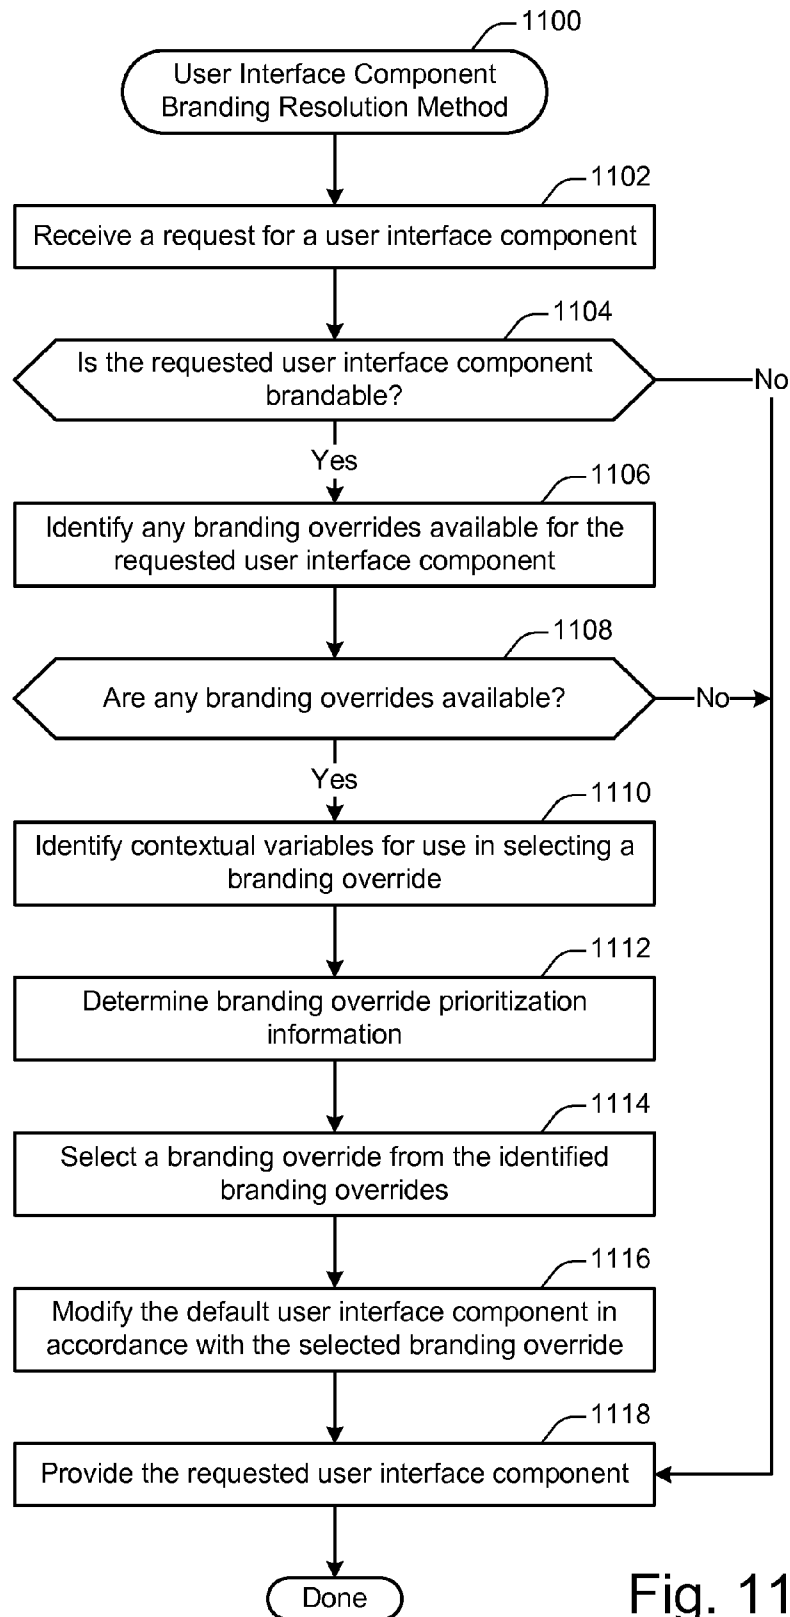 1100
User Interface Component
Branding Resolution Method
1102
Receive a request for a user interface component
1104
Is the requested user interface component
brandable?
No
Yes
1106
Identify any branding overrides available for the
requested user interface component
1108
Are any branding overrides available?
No
Yes
1110
Identify contextual variables for use in selecting a
branding override
1112
Determine branding override prioritization
information
1114
Select a branding override from the identified
branding overrides
1116
Modify the default user interface component in
accordance with the selected branding override
1118
Provide the requested user interface component
Done
Fig. 11